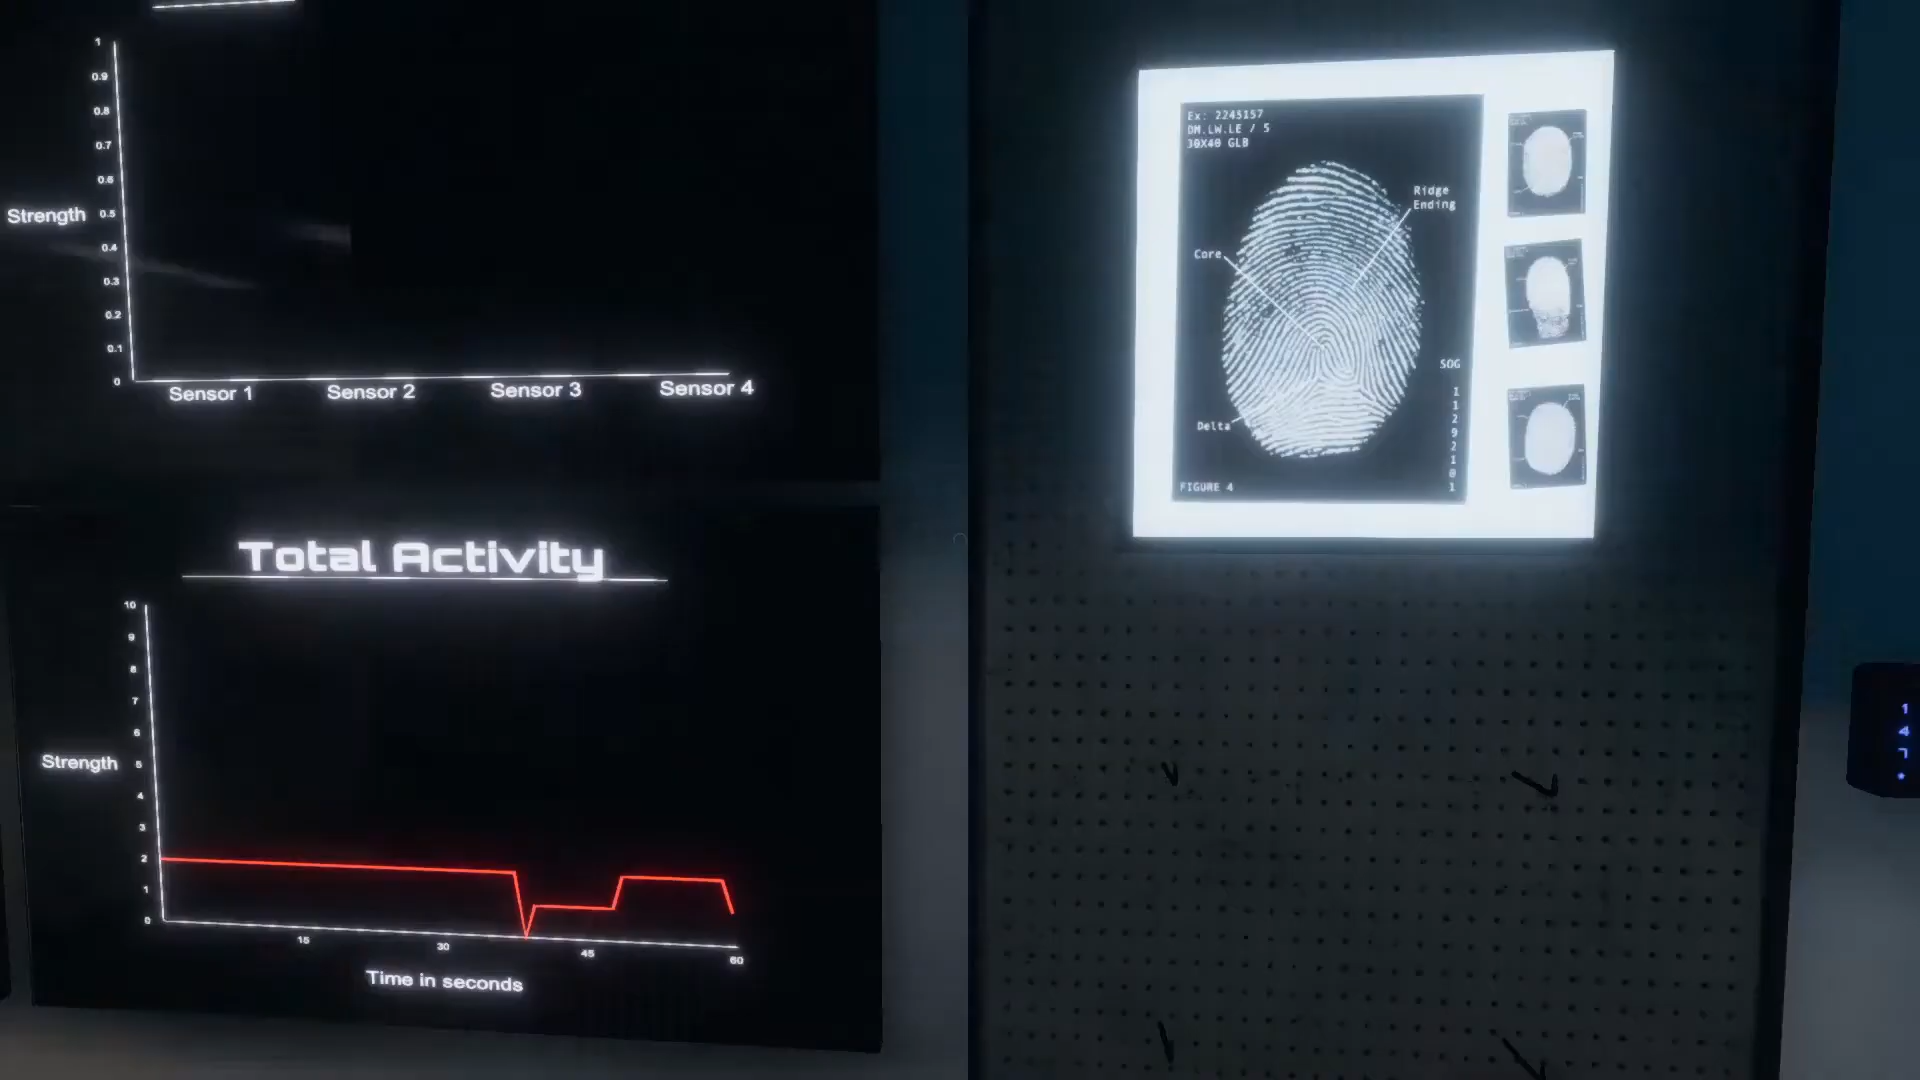 1
0.9
0.8
0.7
0.6
Strength 0.5
0.4
0.3
0.2
0.1
0
Sensor 1 Sensor 2 Sensor 3 Sensor 4
Total Activity
10
9
8
7
6
Strength 5
4
3
2
1
0
15 30 45 60
Time in seconds
Ex: 2245157
DM.LW.LE / 5
30X40 GLB
Ridge
Ending
Core
Delta
SOG
1
1
2
9
2
1
0
1
FIGURE 4
1
4
7